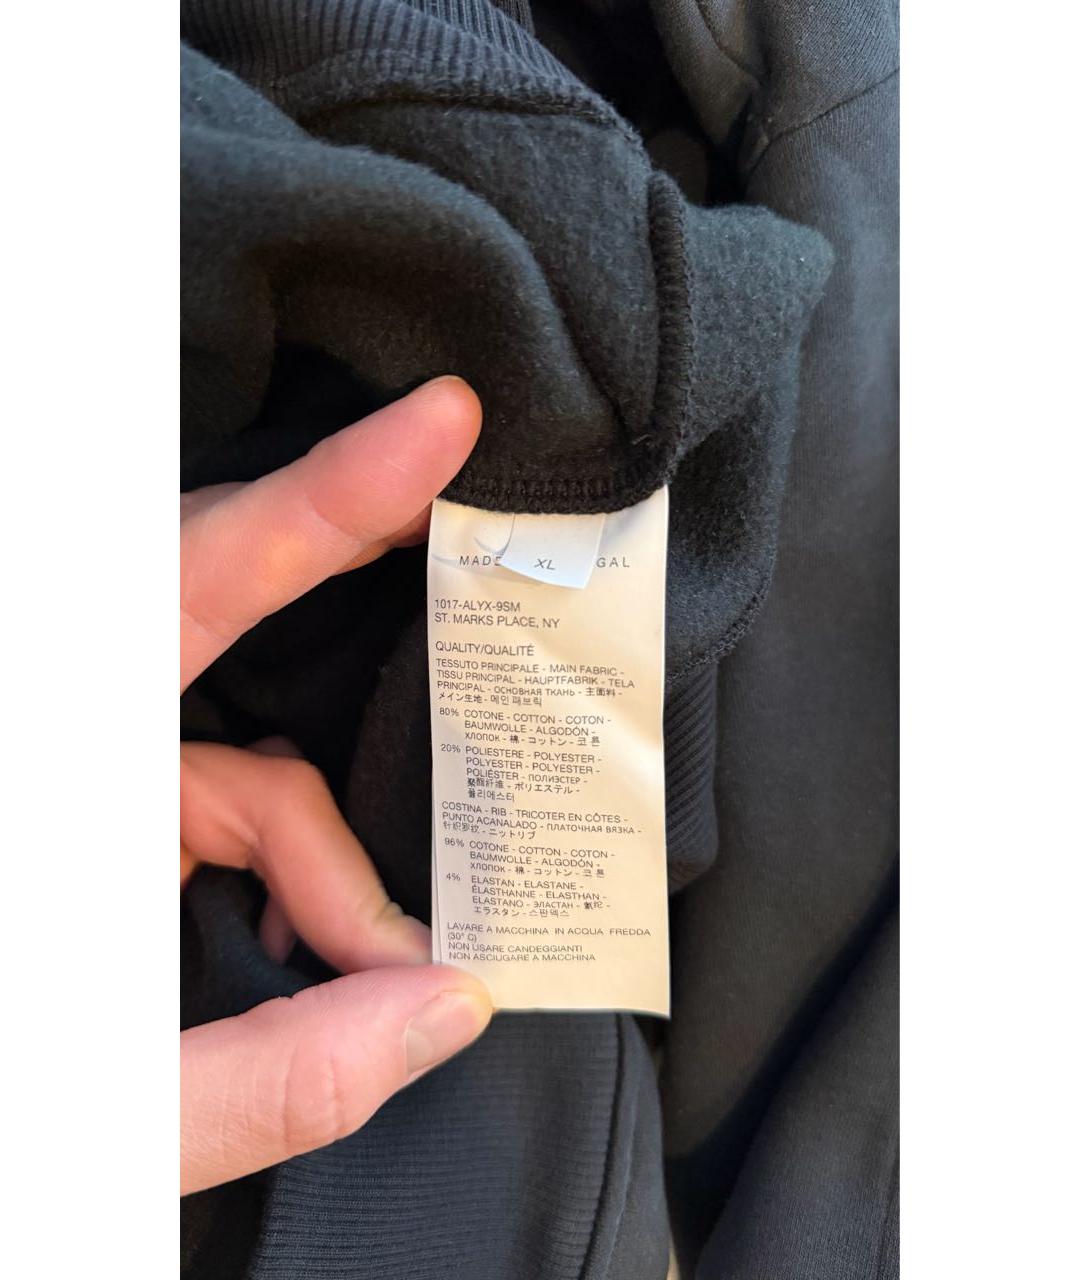 MADE
XL
GAL
1017-ALYX-9SM
ST. MARKS PLACE, NY
QUALITY/QUALITÉ
TESSUTO PRINCIPALE - MAIN FABRIC -
TISSU PRINCIPAL - HAUPTFABRIK - TELA
PRINCIPAL - ОСНОВНАЯ ТКАНЬ - 主面料 -
メイン生地 - 메인 패브릭
80% COTONE - COTTON - COTON -
BAUMWOLLE - ALGODÓN -
ХЛОПОК - 棉 - コットン - 코 튼
20% POLIESTERE - POLYESTER -
POLYESTER - POLYESTER -
POLIÉSTER - ПОЛИЭСТЕР -
聚酯纤维 - ポリエステル -
폴리에스터
COSTINA - RIB - TRICOTER EN CÔTES -
PUNTO ACANALADO - ПЛАТОЧНАЯ ВЯЗКА -
针织罗纹 - ニットリブ
96% COTONE - COTTON - COTON -
BAUMWOLLE - ALGODÓN -
ХЛОПОК - 棉 - コットン - 코 튼
4% ELASTAN - ELASTANE -
ÉLASTHANNE - ELASTHAN -
ELASTANO - ЭЛАСТАН -
エラスタン - 스판덱스
LAVARE A MACCHINA IN ACQUA FREDDA
(30° C)
NON USARE CANDEGGIANTI
NON ASCIUGARE A MACCHINA